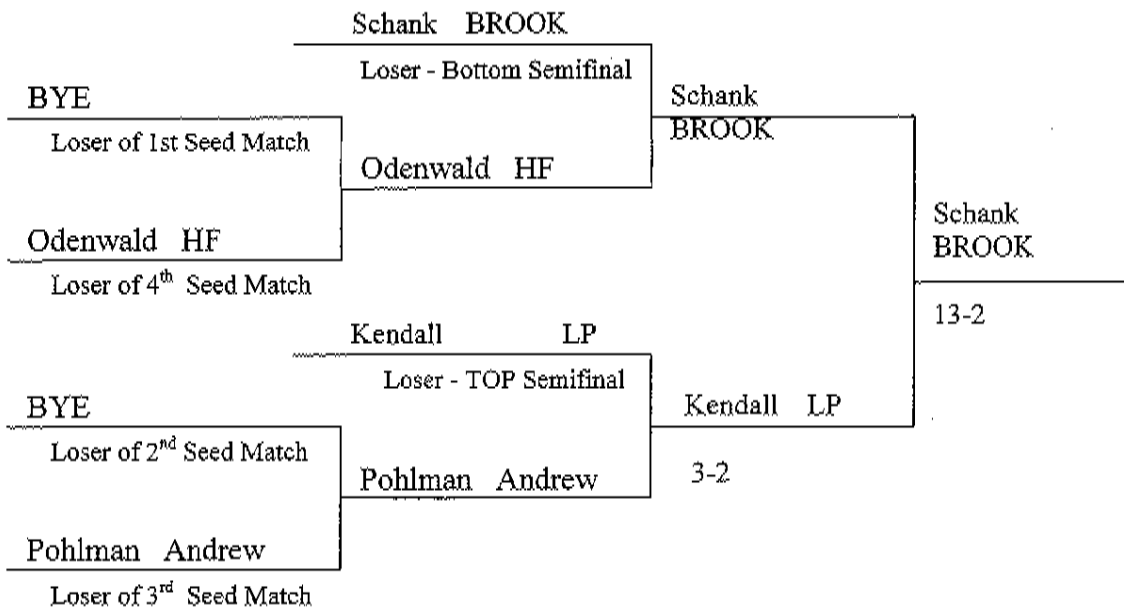 Schank BROOK
Loser - Bottom Semifinal
BYE
Loser of 1st Seed Match
Schank
BROOK
Odenwald HF
Odenwald HF
Loser of 4th Seed Match
Schank
BROOK
13-2
Kendall LP
Loser - TOP Semifinal
BYE
Loser of 2nd Seed Match
Kendall LP
3-2
Pohlman Andrew
Pohlman Andrew
Loser of 3rd Seed Match